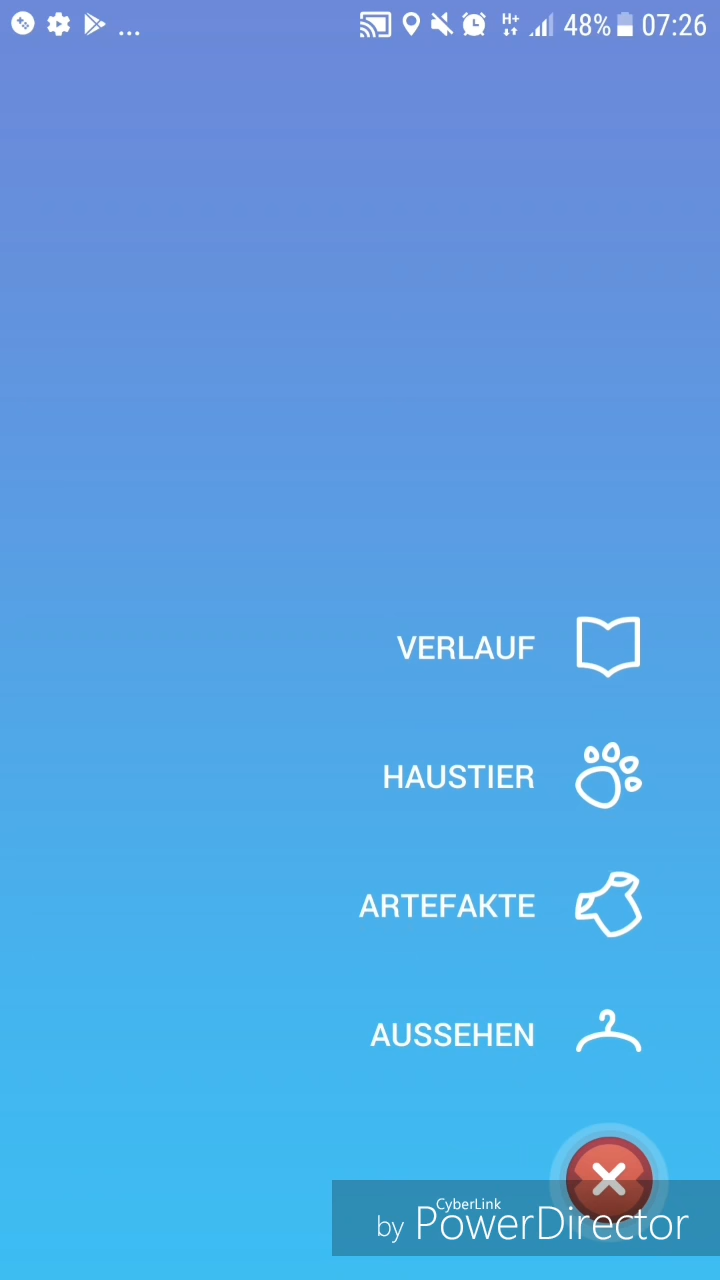 ... H+ 48% 07:26
VERLAUF
HAUSTIER
ARTEFAKTE
AUSSEHEN
CyberLink
by PowerDirector